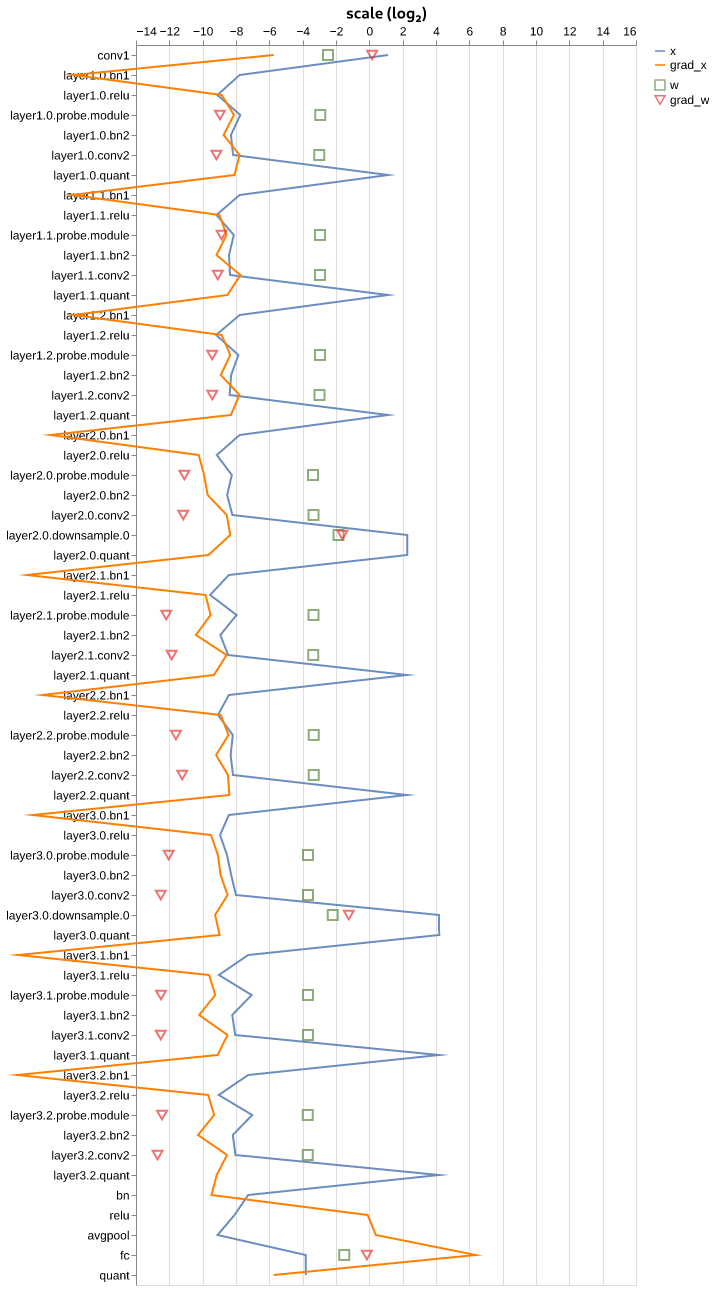 scale (log₂)
−14 −12 −10 −8 −6 −4 −2 0 2 4 6 8 10 12 14 16
x
grad_x
w
grad_w
conv1
layer1.0.bn1
layer1.0.relu
layer1.0.probe.module
layer1.0.bn2
layer1.0.conv2
layer1.0.quant
layer1.1.bn1
layer1.1.relu
layer1.1.probe.module
layer1.1.bn2
layer1.1.conv2
layer1.1.quant
layer1.2.bn1
layer1.2.relu
layer1.2.probe.module
layer1.2.bn2
layer1.2.conv2
layer1.2.quant
layer2.0.bn1
layer2.0.relu
layer2.0.probe.module
layer2.0.bn2
layer2.0.conv2
layer2.0.downsample.0
layer2.0.quant
layer2.1.bn1
layer2.1.relu
layer2.1.probe.module
layer2.1.bn2
layer2.1.conv2
layer2.1.quant
layer2.2.bn1
layer2.2.relu
layer2.2.probe.module
layer2.2.bn2
layer2.2.conv2
layer2.2.quant
layer3.0.bn1
layer3.0.relu
layer3.0.probe.module
layer3.0.bn2
layer3.0.conv2
layer3.0.downsample.0
layer3.0.quant
layer3.1.bn1
layer3.1.relu
layer3.1.probe.module
layer3.1.bn2
layer3.1.conv2
layer3.1.quant
layer3.2.bn1
layer3.2.relu
layer3.2.probe.module
layer3.2.bn2
layer3.2.conv2
layer3.2.quant
bn
relu
avgpool
fc
quant